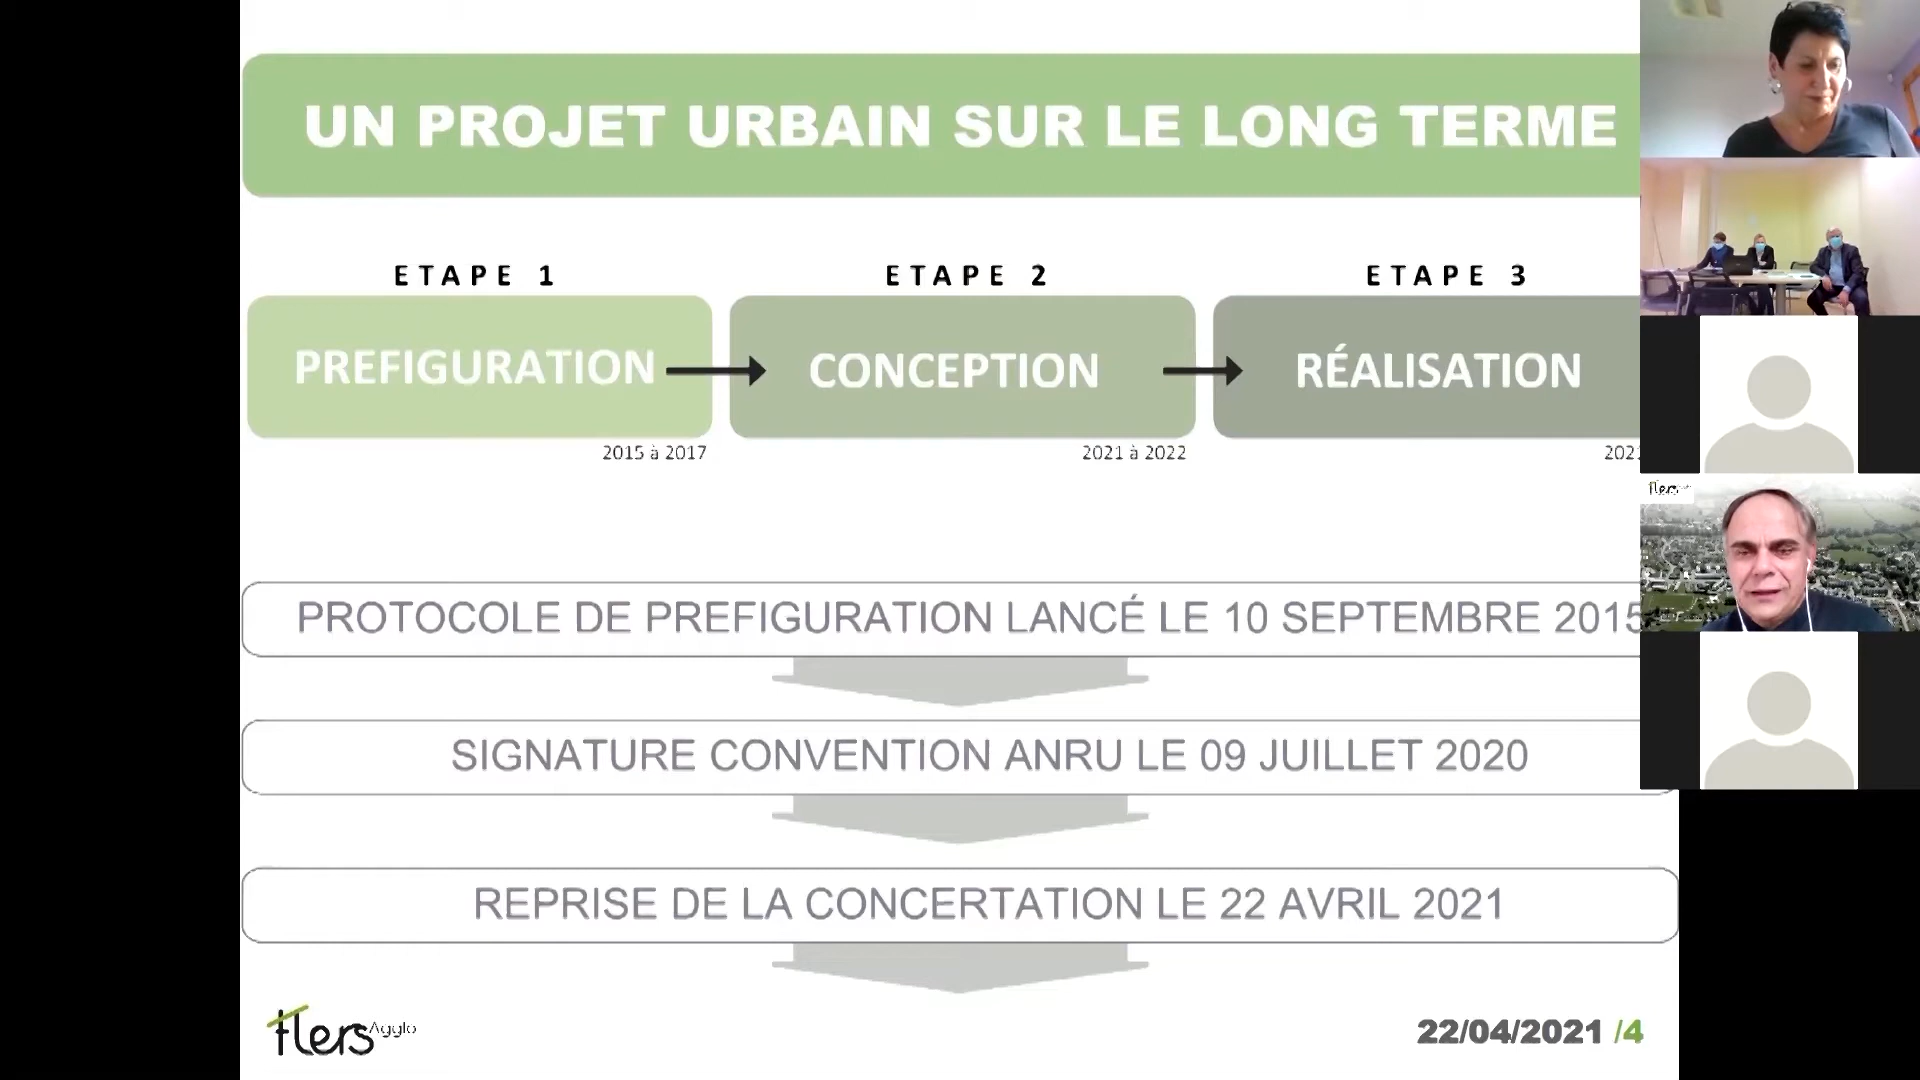 UN PROJET URBAIN SUR LE LONG TERME
ETAPE 1
ETAPE 2
ETAPE 3
PREFIGURATION
CONCEPTION
RÉALISATION
2015 à 2017
2021 à 2022
PROTOCOLE DE PREFIGURATION LANCÉ LE 10 SEPTEMBRE 2015
SIGNATURE CONVENTION ANRU LE 09 JUILLET 2020
REPRISE DE LA CONCERTATION LE 22 AVRIL 2021
flers Agglo
22/04/2021 /4
flers